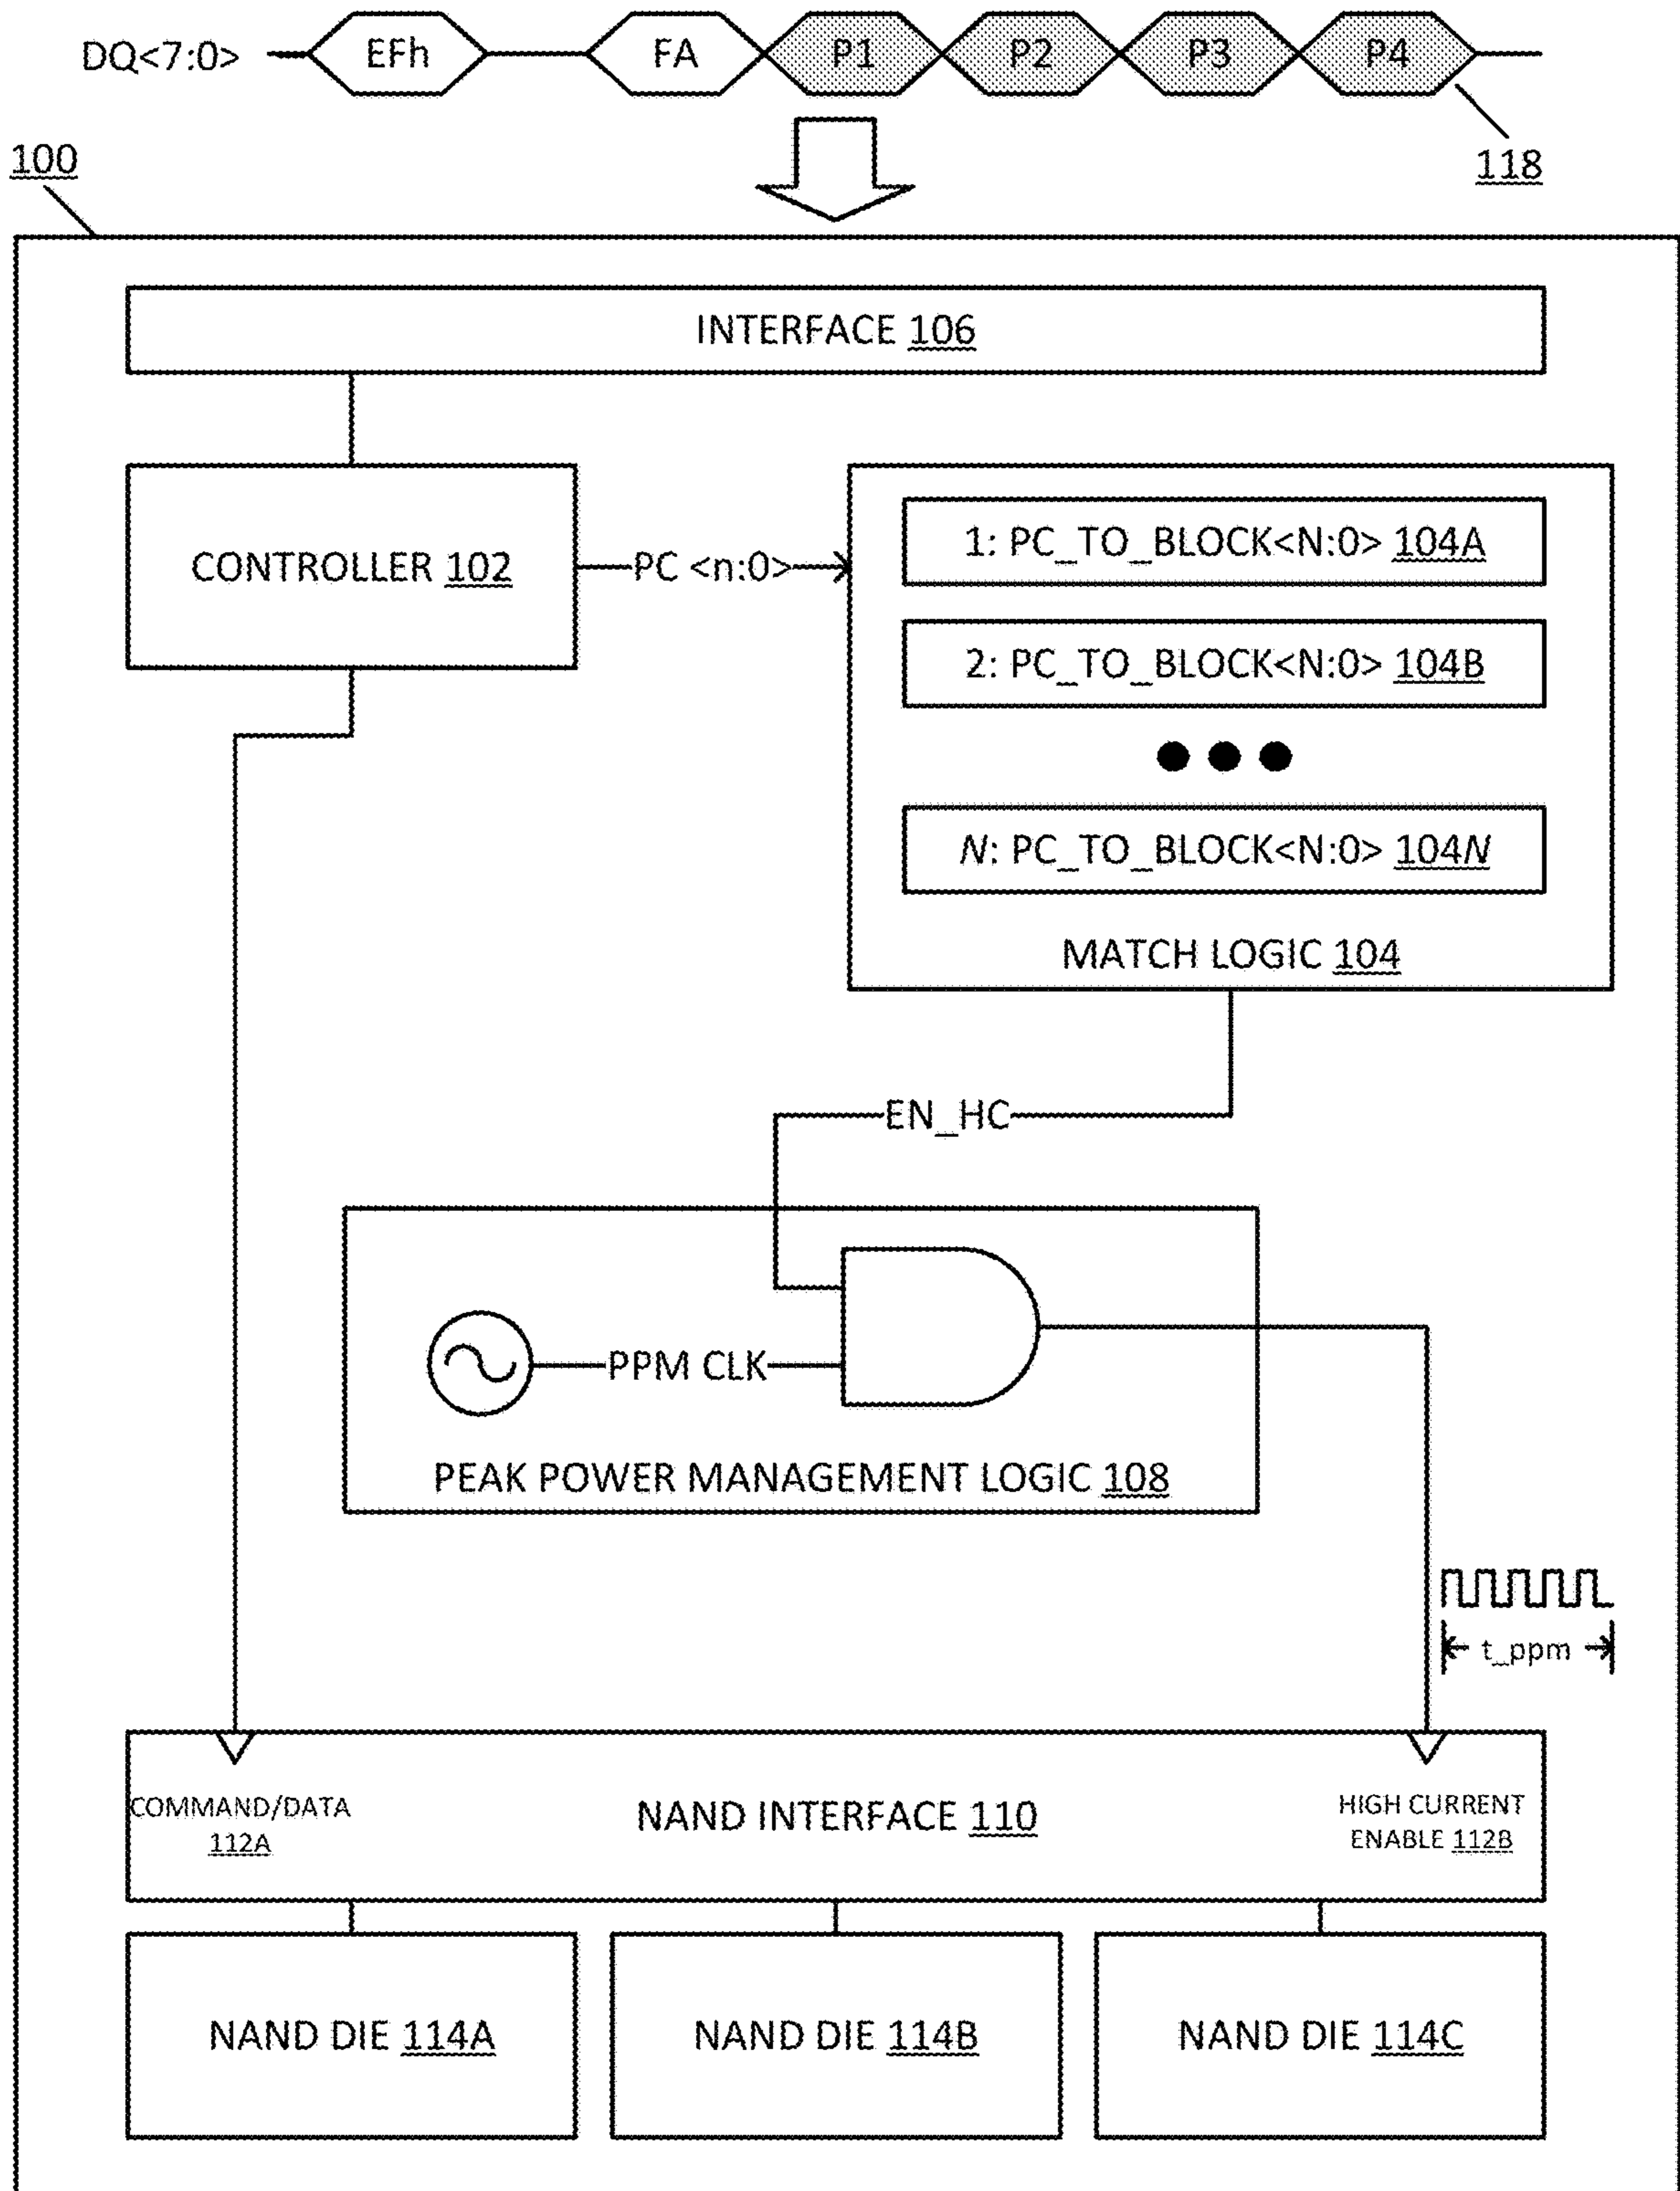 DQ<7:0> EFh FA P1 P2 P3 P4
118
100
INTERFACE 106
CONTROLLER 102
PC <n:0>
1: PC_TO_BLOCK<N:0> 104A
2: PC_TO_BLOCK<N:0> 104B
N: PC_TO_BLOCK<N:0> 104N
MATCH LOGIC 104
EN_HC
PPM CLK
PEAK POWER MANAGEMENT LOGIC 108
t_ppm
COMMAND/DATA
112A
NAND INTERFACE 110
HIGH CURRENT
ENABLE 112B
NAND DIE 114A
NAND DIE 114B
NAND DIE 114C